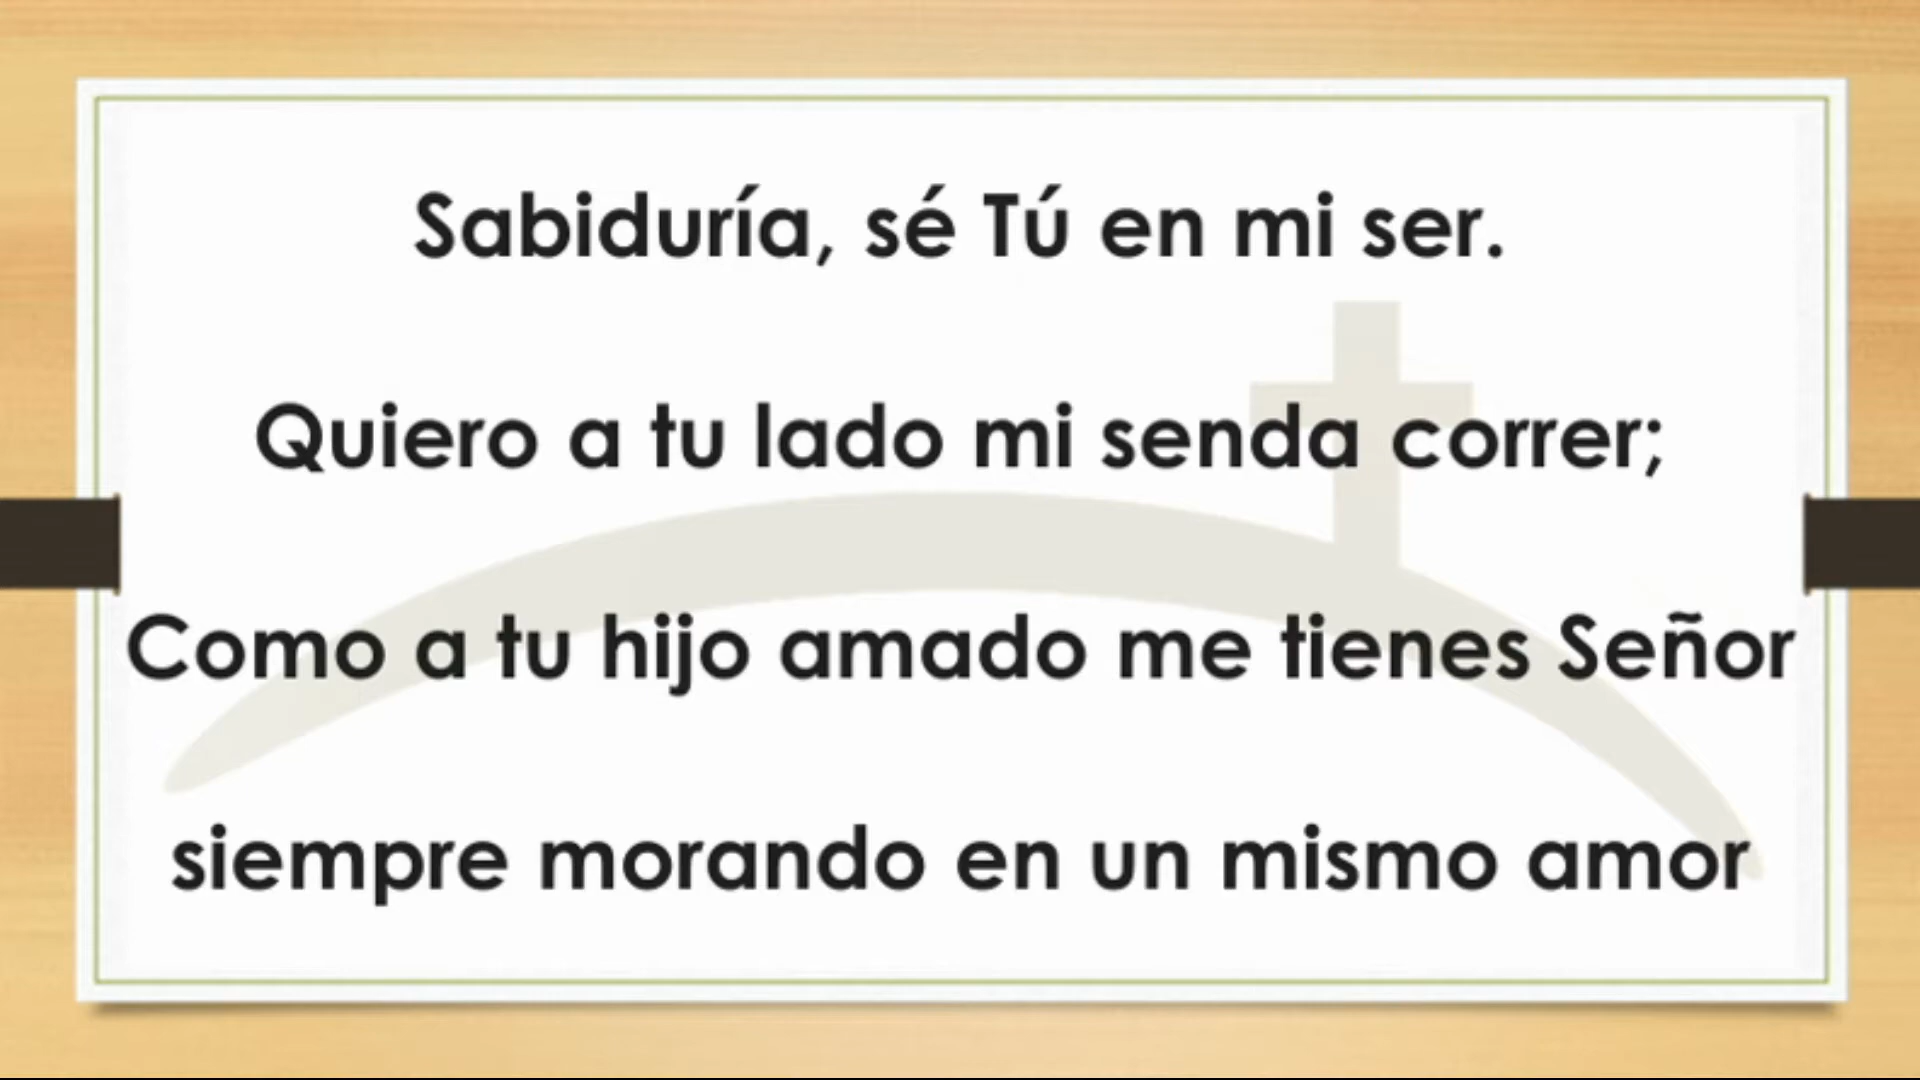 Sabiduría, sé Tú en mi ser.
Quiero a tu lado mi senda correr;
Como a tu hijo amado me tienes Señor
siempre morando en un mismo amor